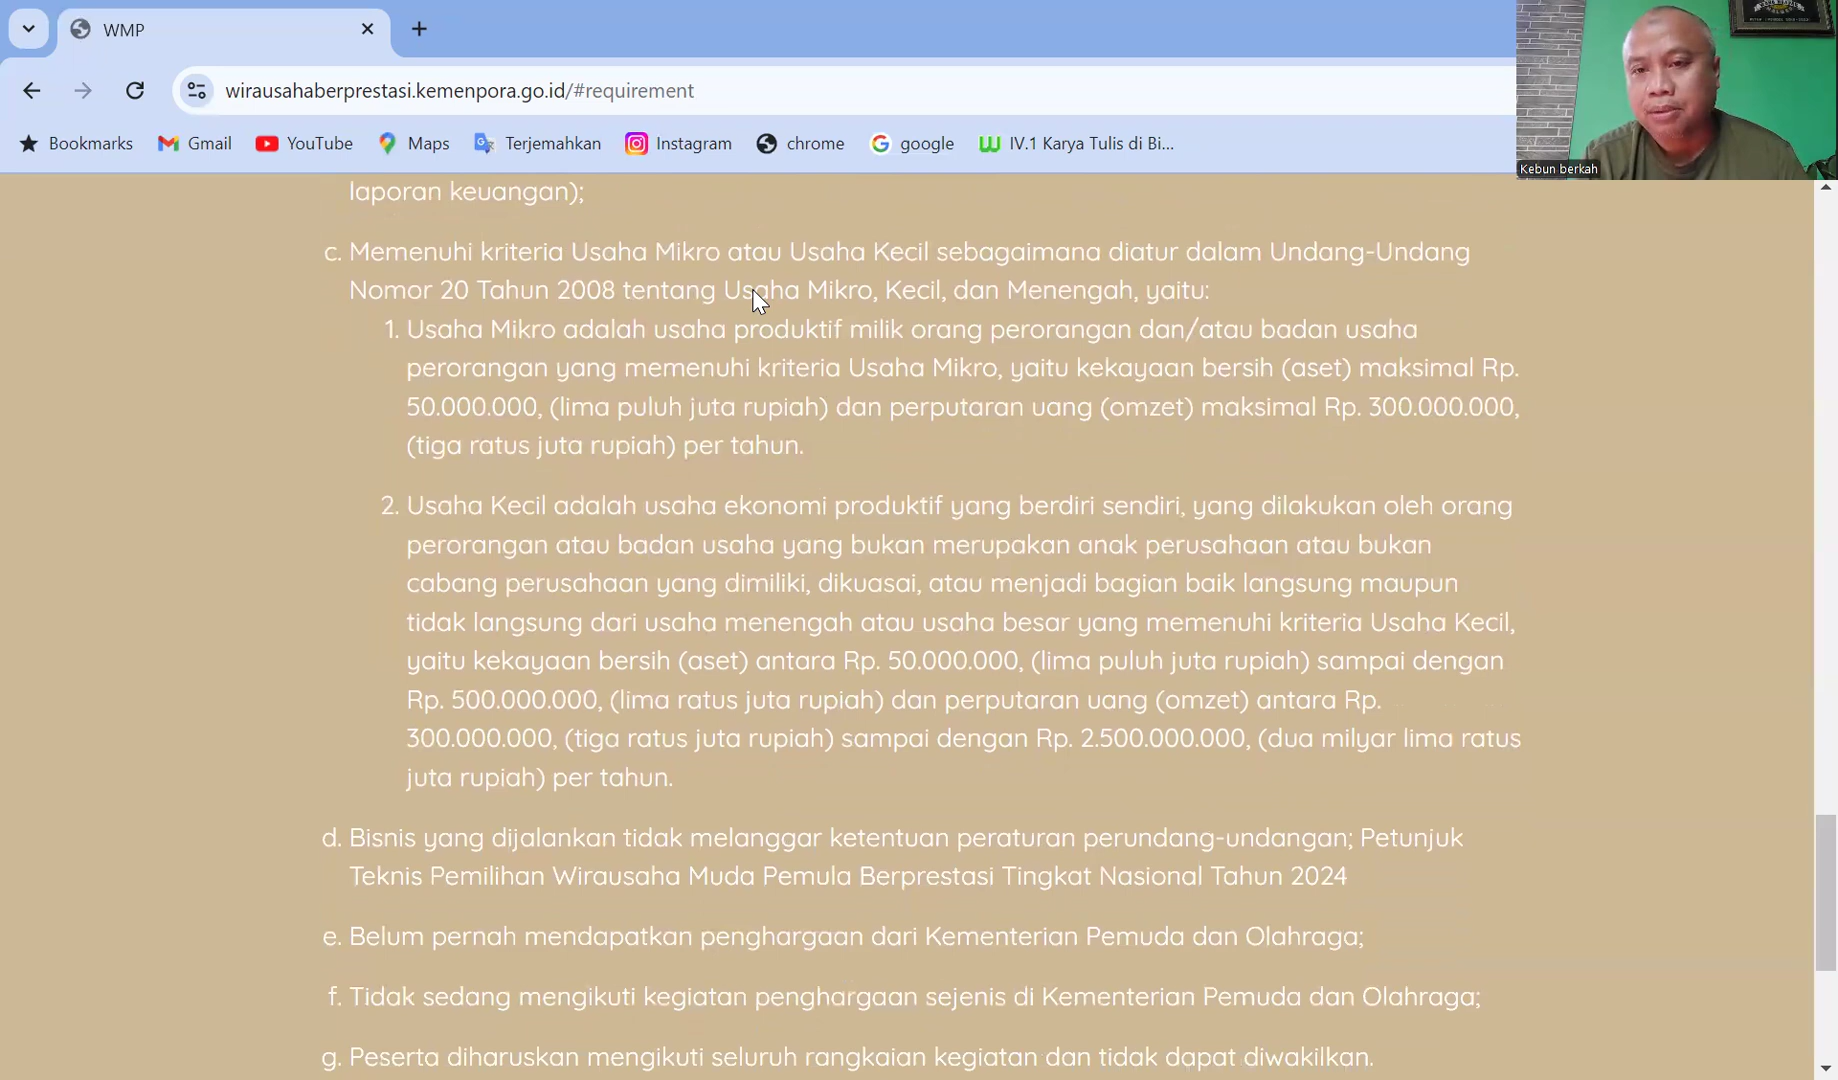 WMP
wirausahaberprestasi.kemenpora.go.id/#requirement
Bookmarks Gmail YouTube Maps Terjemahkan Instagram chrome google IV.1 Karya Tulis di Bi...
Kebun berkah
laporan keuangan);
c. Memenuhi kriteria Usaha Mikro atau Usaha Kecil sebagaimana diatur dalam Undang-Undang
Nomor 20 Tahun 2008 tentang Usaha Mikro, Kecil, dan Menengah, yaitu:
1. Usaha Mikro adalah usaha produktif milik orang perorangan dan/atau badan usaha
perorangan yang memenuhi kriteria Usaha Mikro, yaitu kekayaan bersih (aset) maksimal Rp.
50.000.000, (lima puluh juta rupiah) dan perputaran uang (omzet) maksimal Rp. 300.000.000,
(tiga ratus juta rupiah) per tahun.
2. Usaha Kecil adalah usaha ekonomi produktif yang berdiri sendiri, yang dilakukan oleh orang
perorangan atau badan usaha yang bukan merupakan anak perusahaan atau bukan
cabang perusahaan yang dimiliki, dikuasai, atau menjadi bagian baik langsung maupun
tidak langsung dari usaha menengah atau usaha besar yang memenuhi kriteria Usaha Kecil,
yaitu kekayaan bersih (aset) antara Rp. 50.000.000, (lima puluh juta rupiah) sampai dengan
Rp. 500.000.000, (lima ratus juta rupiah) dan perputaran uang (omzet) antara Rp.
300.000.000, (tiga ratus juta rupiah) sampai dengan Rp. 2.500.000.000, (dua milyar lima ratus
juta rupiah) per tahun.
d. Bisnis yang dijalankan tidak melanggar ketentuan peraturan perundang-undangan; Petunjuk
Teknis Pemilihan Wirausaha Muda Pemula Berprestasi Tingkat Nasional Tahun 2024
e. Belum pernah mendapatkan penghargaan dari Kementerian Pemuda dan Olahraga;
f. Tidak sedang mengikuti kegiatan penghargaan sejenis di Kementerian Pemuda dan Olahraga;
g. Peserta diharuskan mengikuti seluruh rangkaian kegiatan dan tidak dapat diwakilkan.